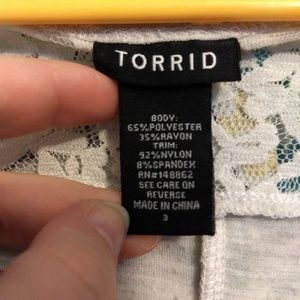 TORRID
BODY:
65%POLYESTER
35%RAYON
TRIM:
92%NYLON
8%SPANDEX
RN#148862
SEE CARE ON
REVERSE
MADE IN CHINA
3